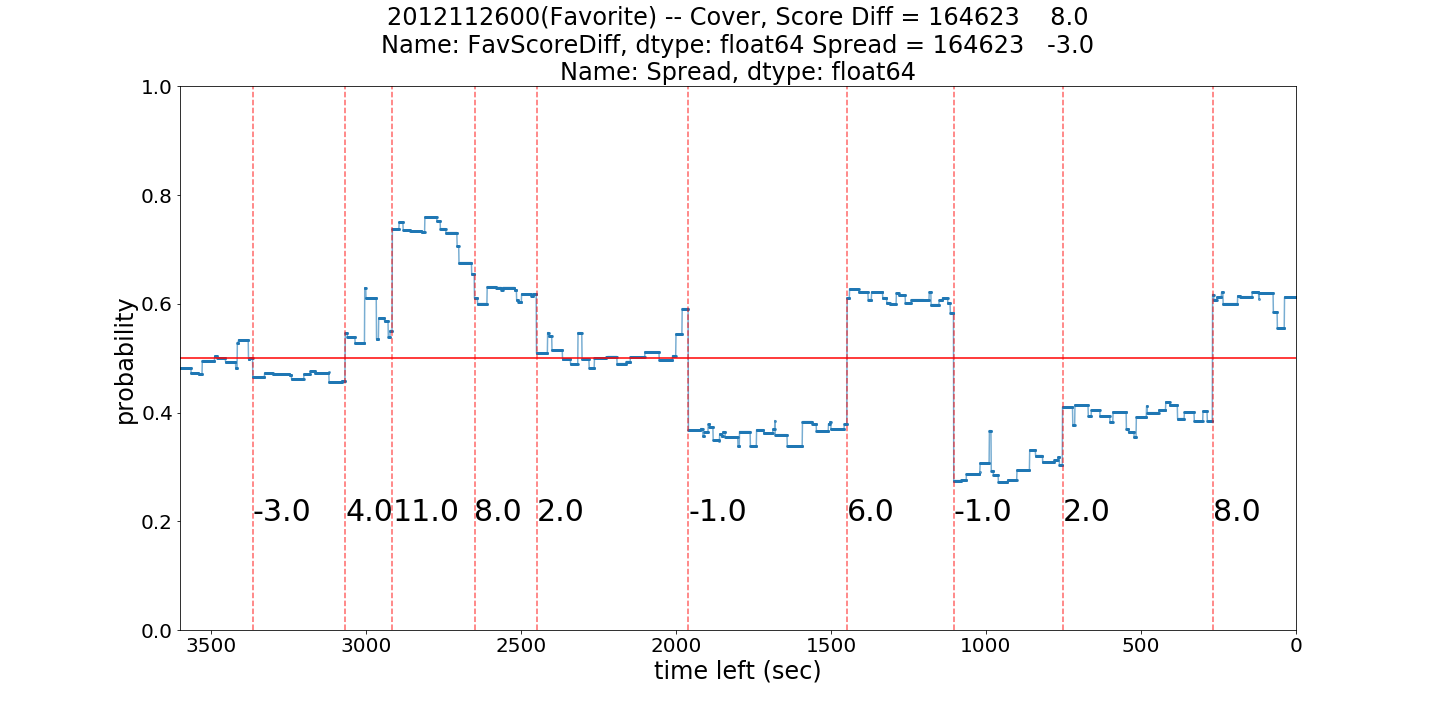 2012112600(Favorite) -- Cover, Score Diff = 164623    8.0
Name: FavScoreDiff, dtype: float64 Spread = 164623   -3.0
Name: Spread, dtype: float64
1.0
0.8
0.6
0.4
0.2
0.0
probability
-3.0 4.0 11.0 8.0 2.0 -1.0 6.0 -1.0 2.0 8.0
3500 3000 2500 2000 1500 1000 500 0
time left (sec)